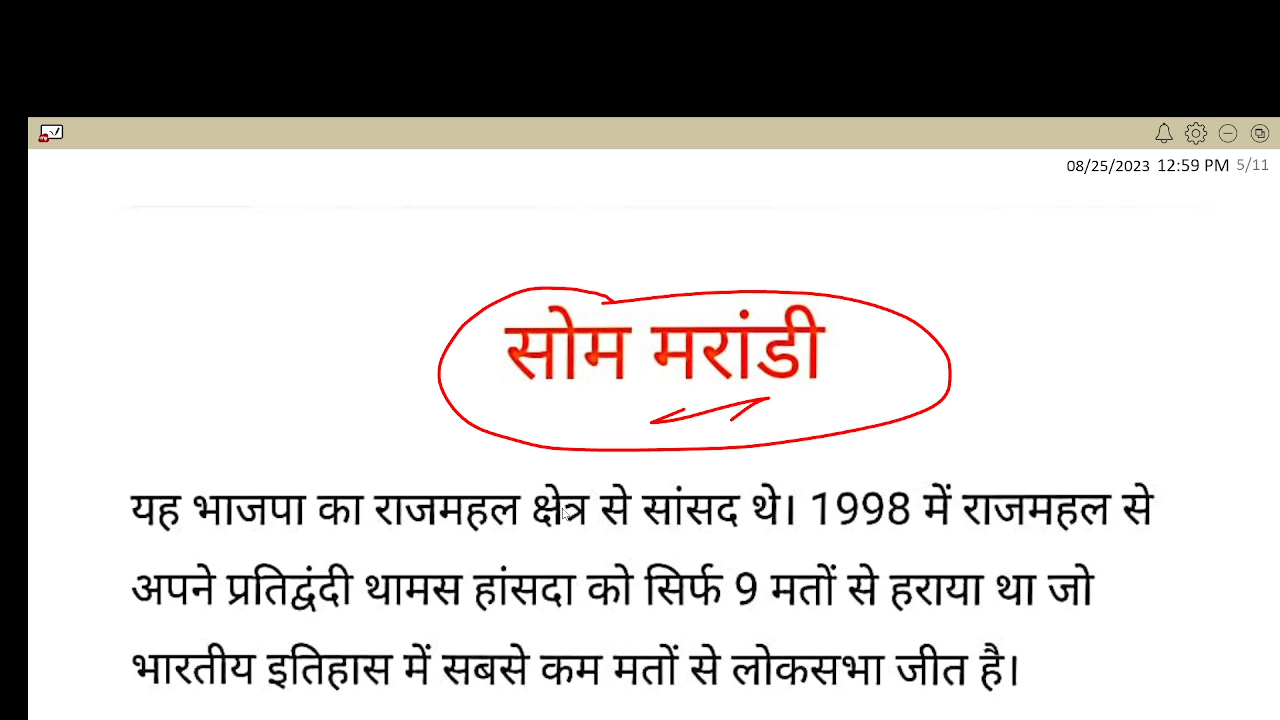 08/25/2023 12:59 PM 5/11
सोम मरांडी
यह भाजपा का राजमहल क्षेत्र से सांसद थे। 1998 में राजमहल से
अपने प्रतिद्वंदी थामस हांसदा को सिर्फ 9 मतों से हराया था जो
भारतीय इतिहास में सबसे कम मतों से लोकसभा जीत है।